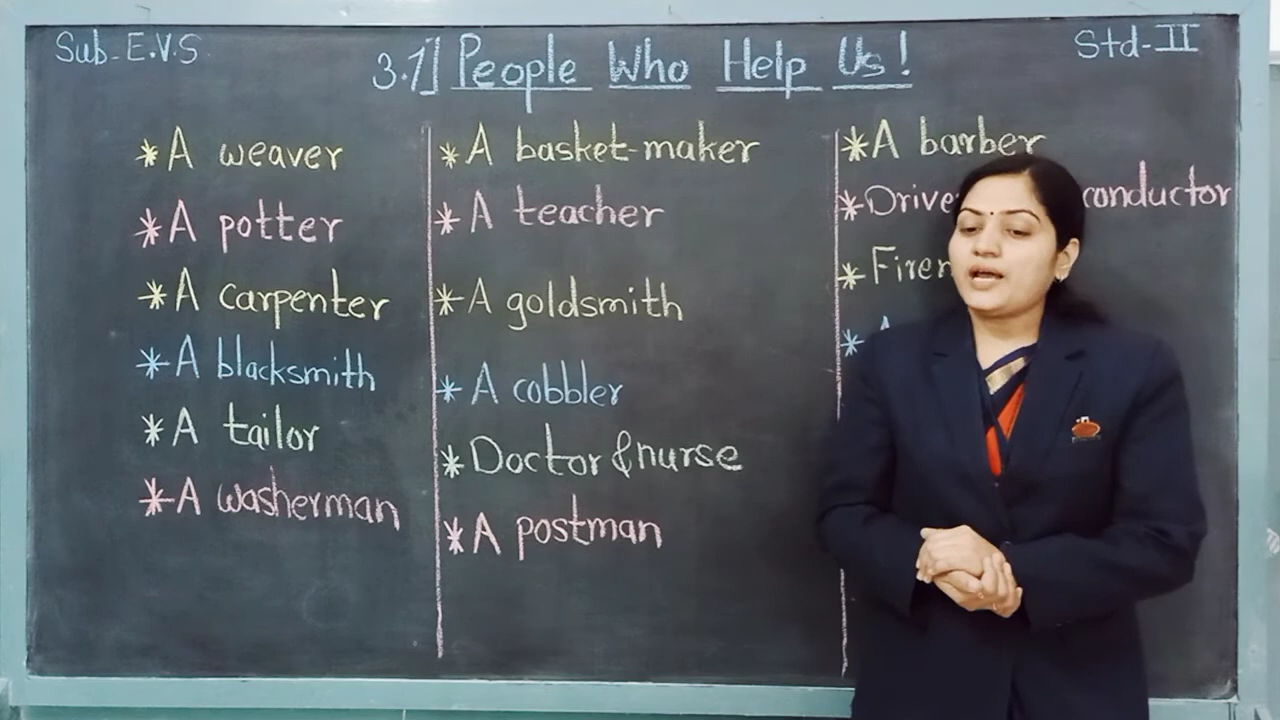 Sub-E.V.S
3.1] People Who Help Us!
Std-II
* A weaver
* A potter
* A carpenter
* A blacksmith
* A tailor
* A washerman
* A basket-maker
* A teacher
* A goldsmith
* A cobbler
* Doctor & nurse
* A postman
* A barber
* conductor
*
* A